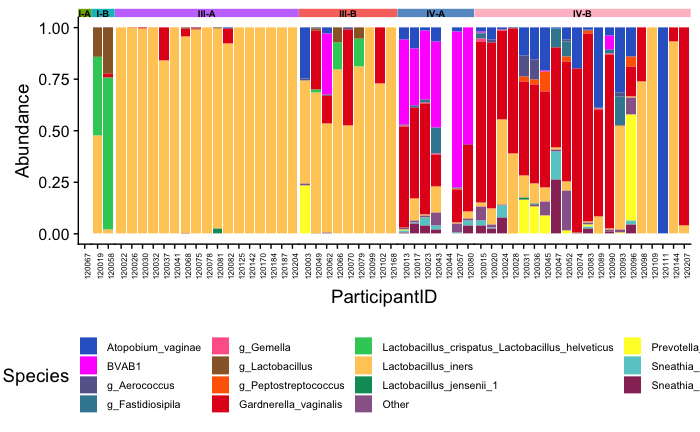 I-A I-B III-A III-B IV-A IV-B
1.00
0.75
0.50
0.25
0.00
Abundance
120067 120019 120058 120022 120026 120030 120032 120037 120041 120068 120075 120078 120081 120082 120125 120142 120170 120184 120187 120204 120003 120049 120062 120066 120070 120079 120099 120102 120168 120013 120017 120023 120043 120044 120057 120080 120015 120020 120024 120028 120031 120036 120045 120047 120052 120074 120083 120089 120090 120093 120096 120098 120109 120111 120144 120207
ParticipantID
Species
Atopobium_vaginae g_Gemella Lactobacillus_crispatus_Lactobacillus_helveticus Prevotella_
BVAB1 g_Lactobacillus Lactobacillus_iners Sneathia_
g_Aerococcus g_Peptostreptococcus Lactobacillus_jensenii_1 Sneathia_
g_Fastidiosipila Gardnerella_vaginalis Other